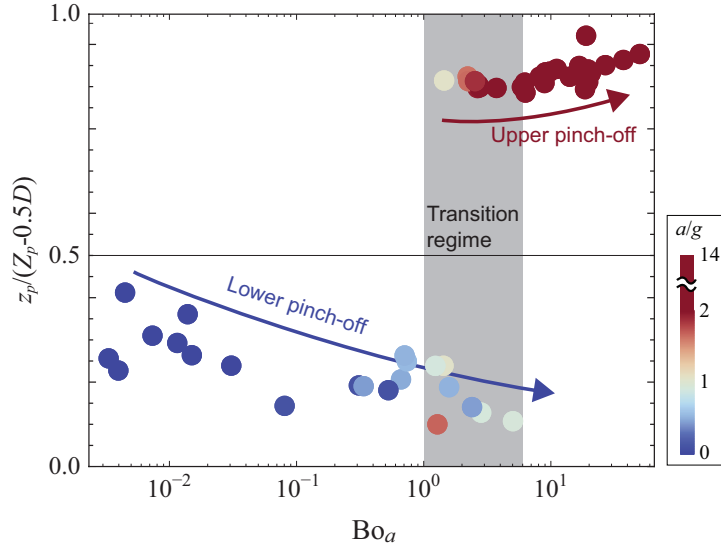 1.0
0.5
0.0
z_p/(Z_p-0.5D)
Upper pinch-off
Transition
regime
Lower pinch-off
10^{-2}
10^{-1}
10^{0}
10^{1}
Bo_a
a/g
14
2
1
0